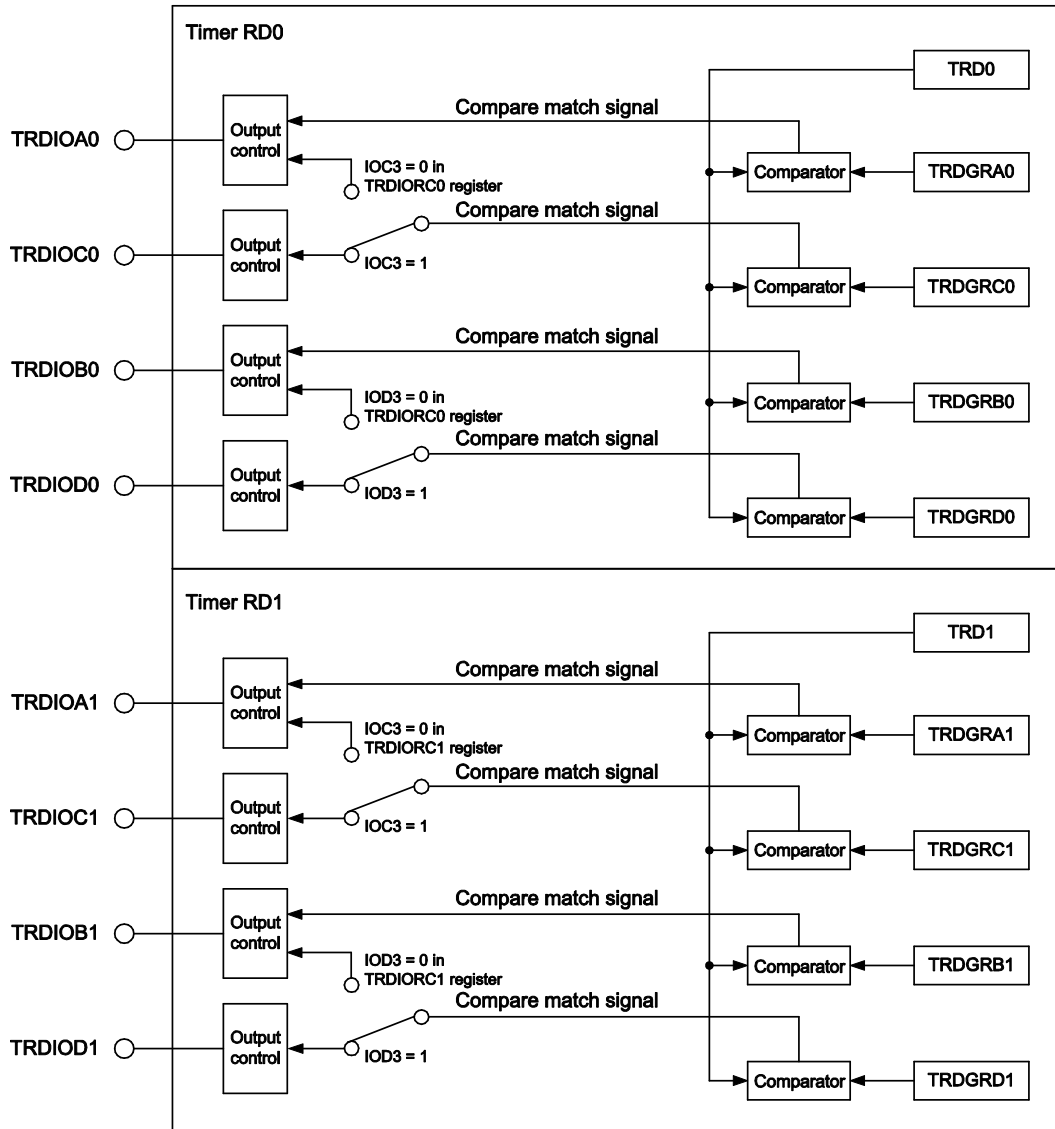 Timer RD0
TRD0
Compare match signal
TRDIOA0
Output
control
IOC3 = 0 in
TRDIORC0 register
Comparator
TRDGRA0
Compare match signal
TRDIOC0
Output
control
IOC3 = 1
Comparator
TRDGRC0
Compare match signal
TRDIOB0
Output
control
IOD3 = 0 in
TRDIORC0 register
Comparator
TRDGRB0
Compare match signal
TRDIOD0
Output
control
IOD3 = 1
Comparator
TRDGRD0
Timer RD1
TRD1
Compare match signal
TRDIOA1
Output
control
IOC3 = 0 in
TRDIORC1 register
Comparator
TRDGRA1
Compare match signal
TRDIOC1
Output
control
IOC3 = 1
Comparator
TRDGRC1
Compare match signal
TRDIOB1
Output
control
IOD3 = 0 in
TRDIORC1 register
Comparator
TRDGRB1
Compare match signal
TRDIOD1
Output
control
IOD3 = 1
Comparator
TRDGRD1